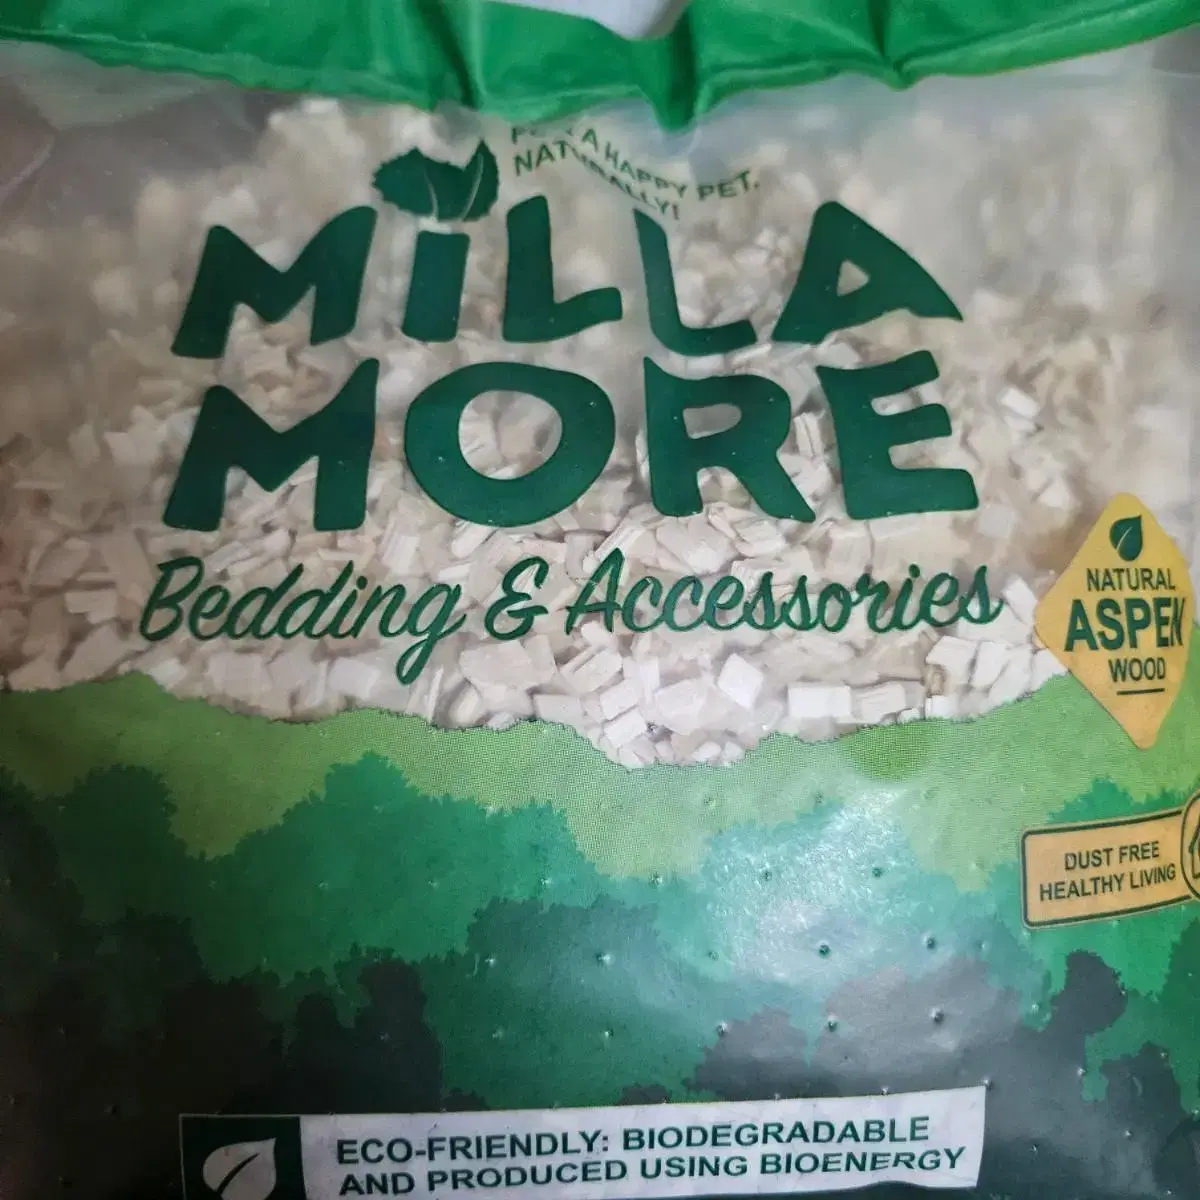 A HAPPY PET.
NATURALLY!
MILLA
MORE
Bedding & Accessories
NATURAL
ASPEN
WOOD
DUST FREE
HEALTHY LIVING
ECO-FRIENDLY: BIODEGRADABLE
AND PRODUCED USING BIOENERGY